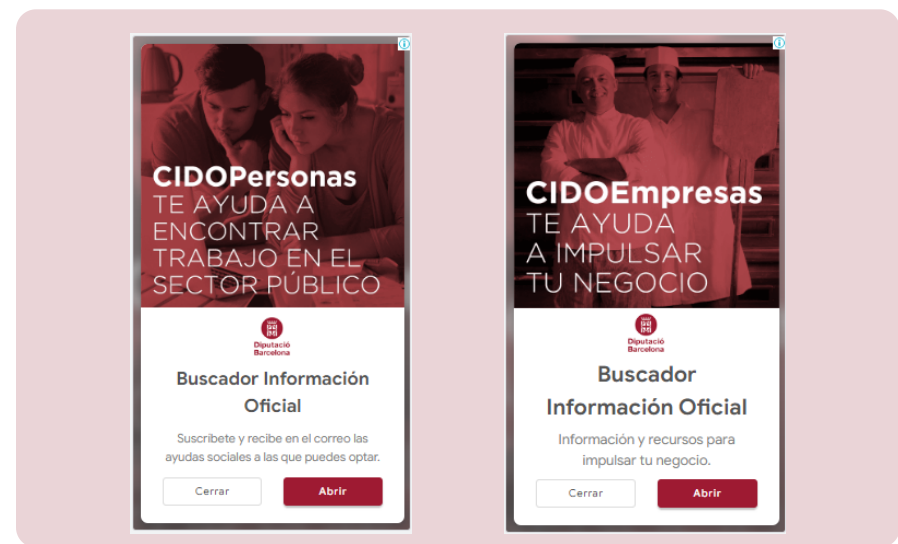 CIDOPersonas
TE AYUDA A
ENCONTRAR
TRABAJO EN EL
SECTOR PÚBLICO
Diputació
Barcelona
Buscador Información
Oficial
Suscríbete y recibe en el correo las
ayudas sociales a las que puedes optar.
Cerrar
Abrir
CIDOEmpresas
TE AYUDA
A IMPULSAR
TU NEGOCIO
Diputació
Barcelona
Buscador
Información Oficial
Información y recursos para
impulsar tu negocio.
Cerrar
Abrir